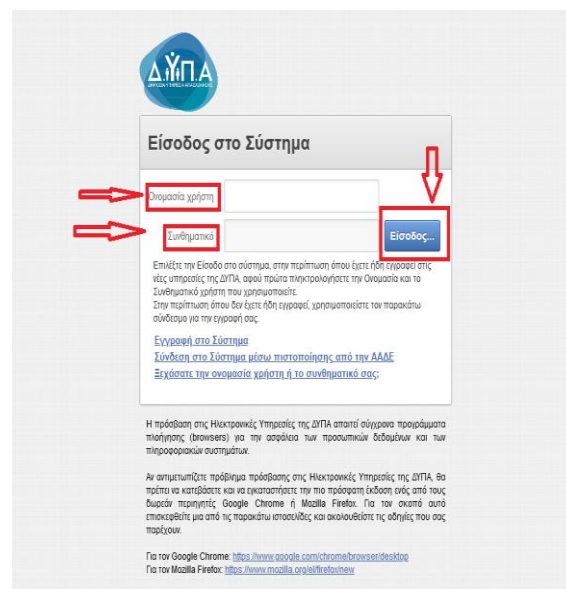 Δ.ΥΠ.Α
ΔΗΜΟΣΙΑ ΥΠΗΡΕΣΙΑ ΑΠΑΣΧΟΛΗΣΗΣ
Είσοδος στο Σύστημα
Ονομασία χρήστη
Συνθηματικό
Είσοδος...
Επιλέξτε την Είσοδο στο σύστημα, στην περίπτωση όπου έχετε ήδη εγγραφεί στις
νέες υπηρεσίες της ΔΥΠΑ, αφού πρώτα πληκτρολογήσετε την Ονομασία και το
Συνθηματικό χρήστη που χρησιμοποιείτε.
Στην περίπτωση όπου δεν έχετε ήδη εγγραφεί, χρησιμοποιείστε τον παρακάτω
σύνδεσμο για την εγγραφή σας.
Εγγραφή στο Σύστημα
Σύνδεση στο Σύστημα μέσω πιστοποίησης από την ΑΑΔΕ
Ξεχάσατε την ονομασία χρήστη ή το συνθηματικό σας;
Η πρόσβαση στις Ηλεκτρονικές Υπηρεσίες της ΔΥΠΑ απαιτεί σύγχρονα προγράμματα
πλοήγησης (browsers) για την ασφάλεια των προσωπικών δεδομένων και των
πληροφοριακών συστημάτων.
Αν αντιμετωπίζετε πρόβλημα πρόσβασης στις Ηλεκτρονικές Υπηρεσίες της ΔΥΠΑ, θα
πρέπει να κατεβάσετε και να εγκαταστήσετε την πιο πρόσφατη έκδοση ενός από τους
δωρεάν περιηγητές Google Chrome ή Mozilla Firefox. Για τον σκοπό αυτό
επισκεφθείτε μια από τις παρακάτω ιστοσελίδες και ακολουθείστε τις οδηγίες που σας
παρέχουν.
Για τον Google Chrome: https://www.google.com/chrome/browser/desktop
Για τον Mozilla Firefox: https://www.mozilla.org/el/firefox/new